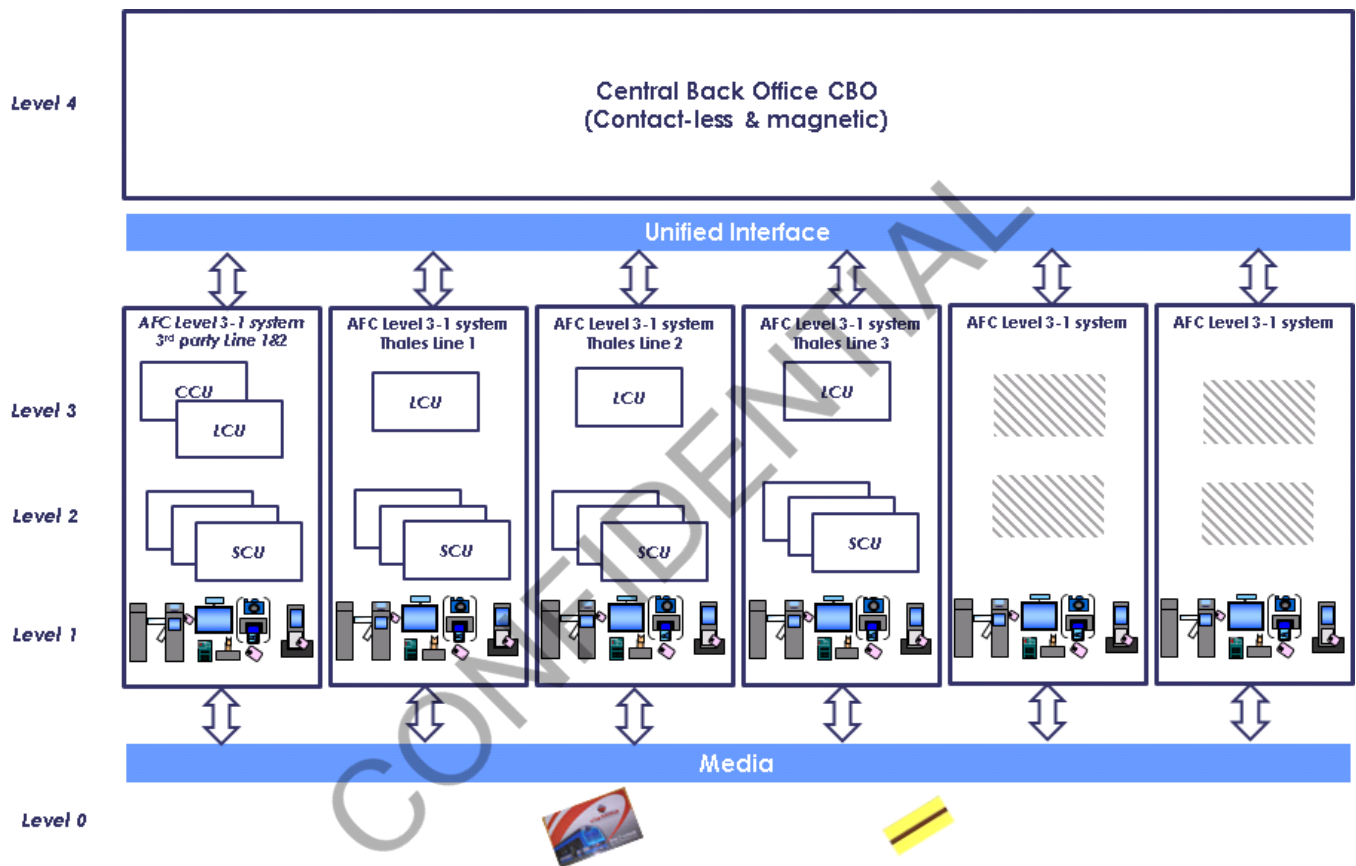 Level 4
Central Back Office CBO
(Contact-less & magnetic)
Unified Interface
AFC Level 3-1 system
3rd party Line 1&2
AFC Level 3-1 system
Thales Line 1
AFC Level 3-1 system
Thales Line 2
AFC Level 3-1 system
Thales Line 3
AFC Level 3-1 system
AFC Level 3-1 system
Level 3
CCU
LCU
LCU
LCU
LCU
Level 2
SCU
SCU
SCU
SCU
Level 1
Media
Level 0
CONFIDENTIAL